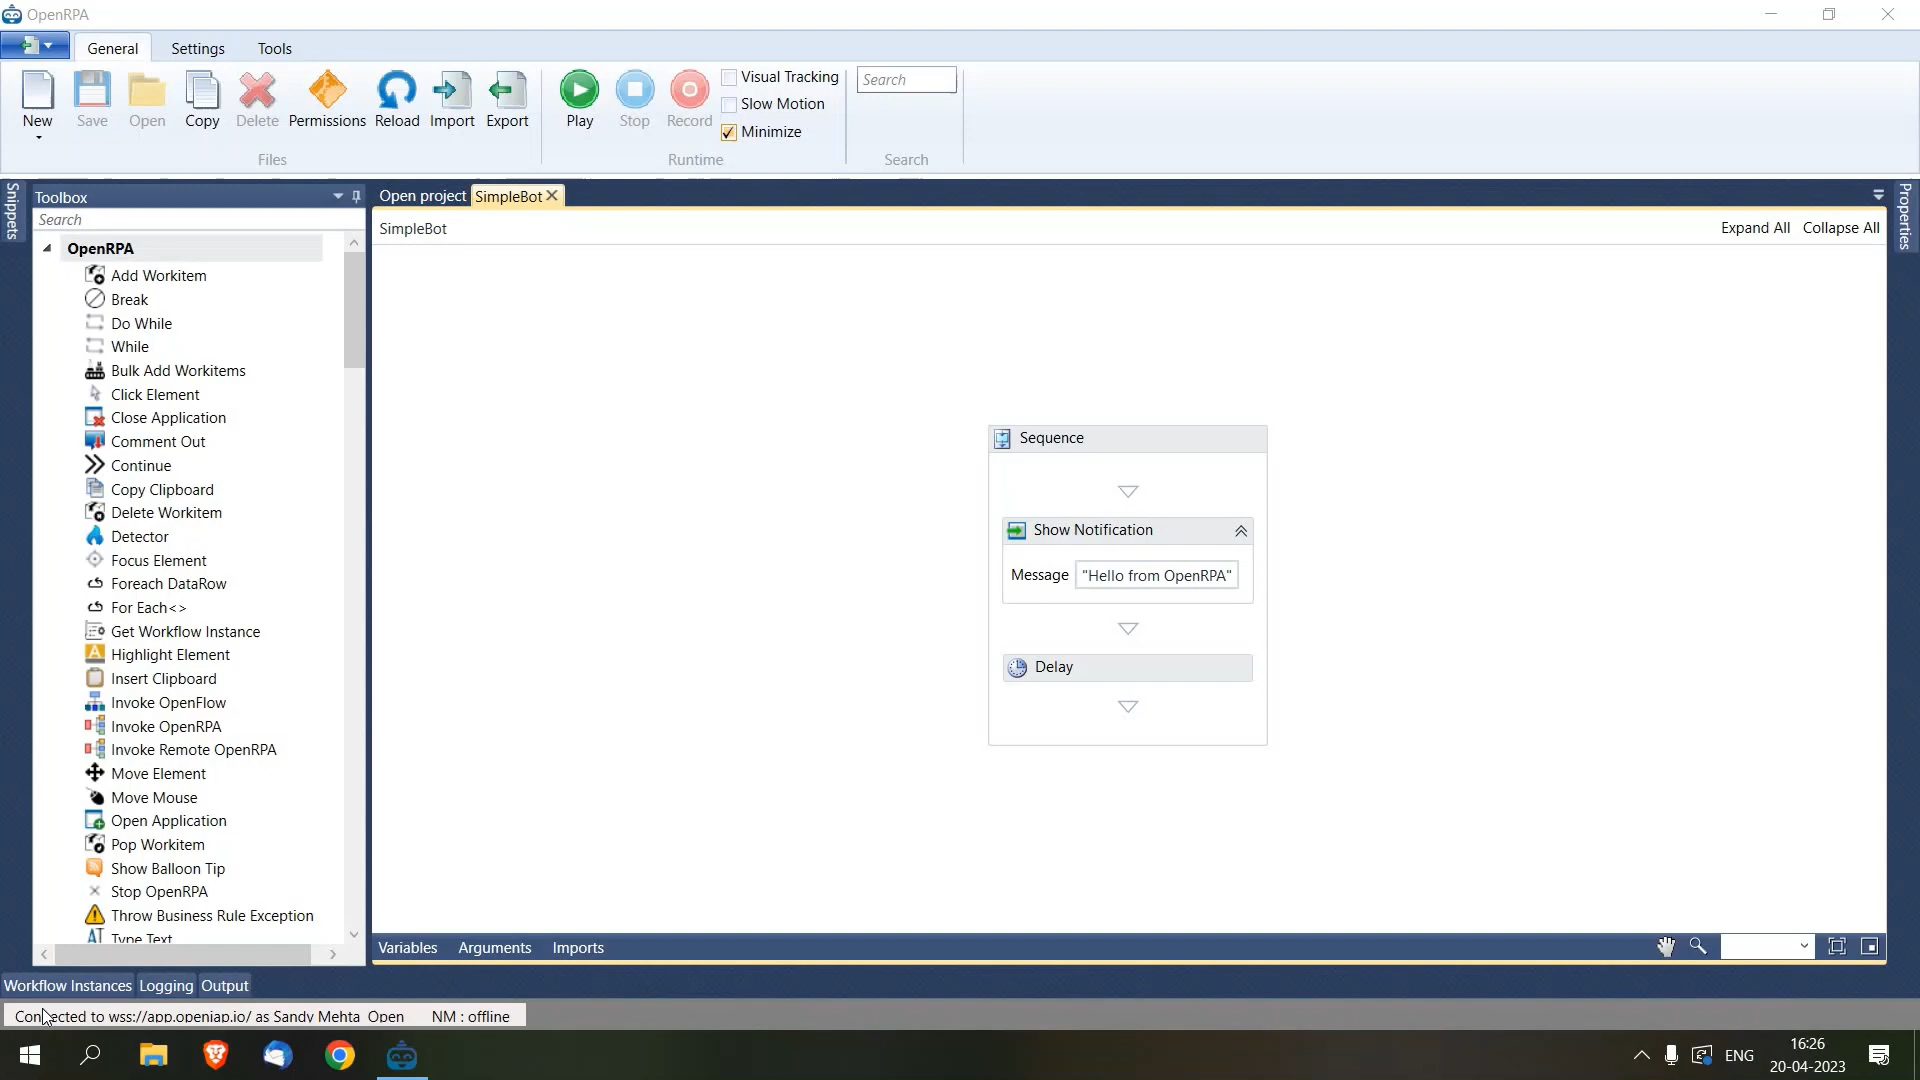 OpenRPA
General Settings Tools
New Save Open Copy Delete Permissions Reload Import Export
Files
Play Stop Record
Visual Tracking
Slow Motion
Minimize
Runtime
Search
Search
Snippets
Toolbox
Search
OpenRPA
Add Workitem
Break
Do While
While
Bulk Add Workitems
Click Element
Close Application
Comment Out
Continue
Copy Clipboard
Delete Workitem
Detector
Focus Element
Foreach DataRow
For Each<>
Get Workflow Instance
Highlight Element
Insert Clipboard
Invoke OpenFlow
Invoke OpenRPA
Invoke Remote OpenRPA
Move Element
Move Mouse
Open Application
Pop Workitem
Show Balloon Tip
Stop OpenRPA
Throw Business Rule Exception
Type Text
Open project SimpleBot
SimpleBot
Expand All Collapse All
Properties
Sequence
Show Notification
Message "Hello from OpenRPA"
Delay
Variables Arguments Imports
Workflow Instances Logging Output
Connected to wss://app.openiap.io/ as Sandy Mehta Open NM : offline
ENG
16:26
20-04-2023